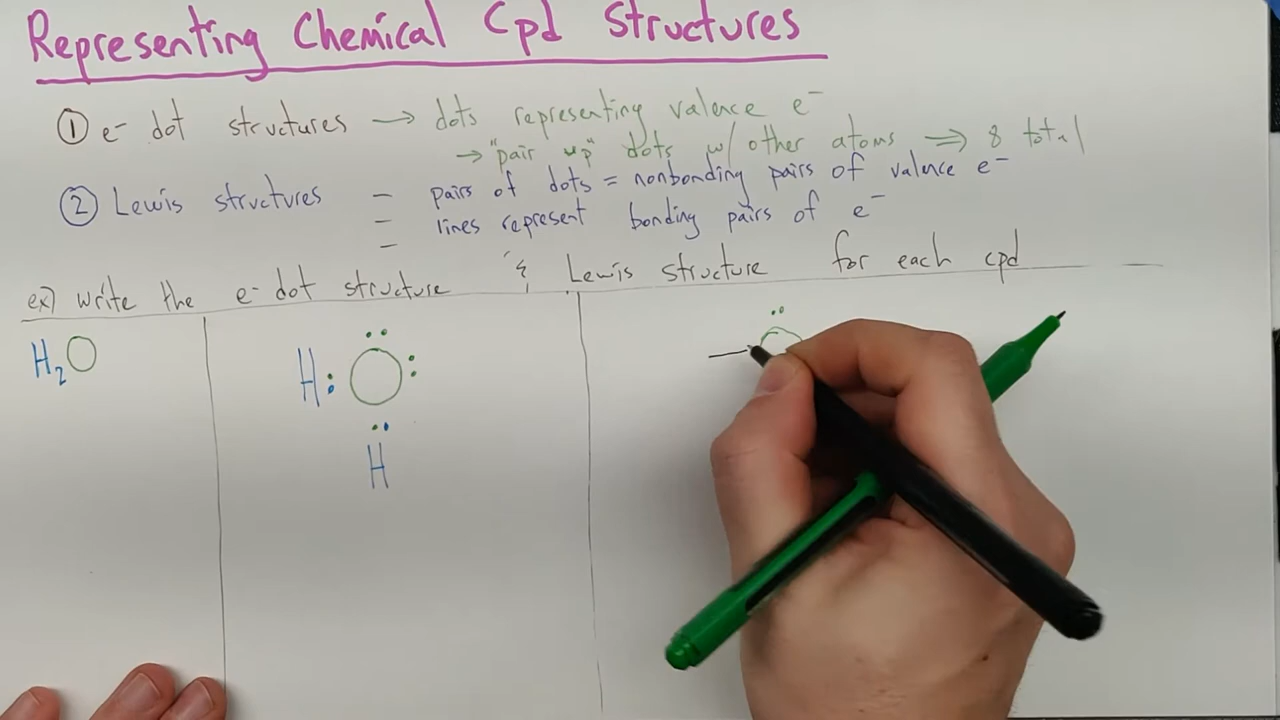 Representing Chemical Cpd Structures
① e⁻ dot structures → dots representing valence e⁻
→ "pair up" dots w/ other atoms ⇒ 8 total
② Lewis structures - pairs of dots = nonbonding pairs of valence e⁻
- lines represent bonding pairs of e⁻
-
ex) write the e⁻ dot structure & Lewis structure for each cpd
H₂O
H:O
H